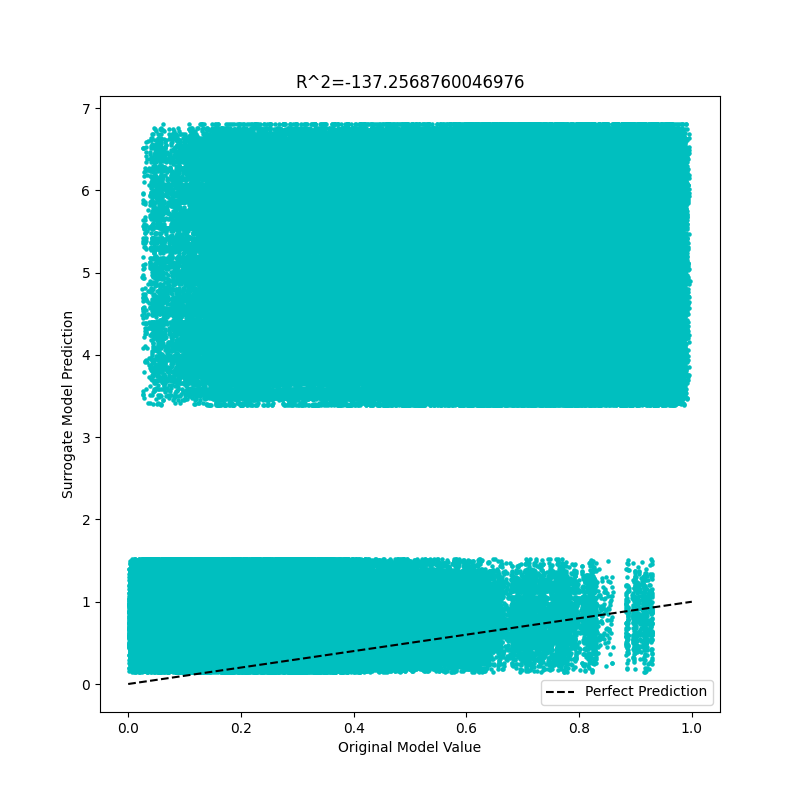 R^2=-137.2568760046976
7
6
5
4
3
2
1
0
Surrogate Model Prediction
0.0 0.2 0.4 0.6 0.8 1.0
Original Model Value
Perfect Prediction